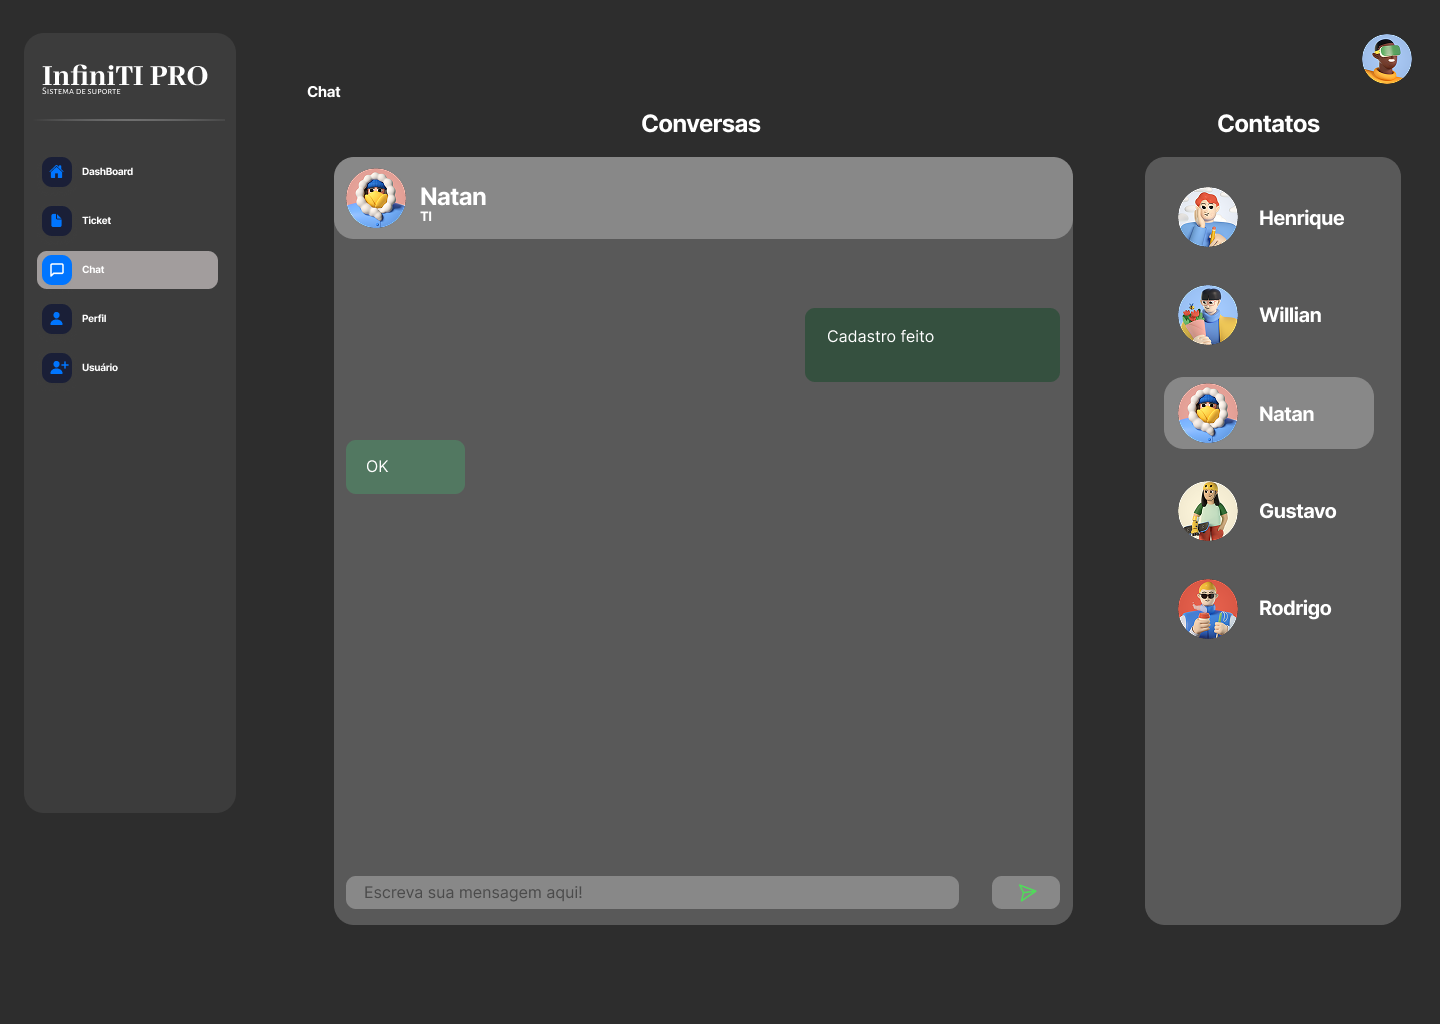 InfiniTI PRO
SISTEMA DE SUPORTE
DashBoard
Ticket
Chat
Perfil
Usuário
Chat
Conversas
Natan
TI
Cadastro feito
OK
Escreva sua mensagem aqui!
Contatos
Henrique
Willian
Natan
Gustavo
Rodrigo